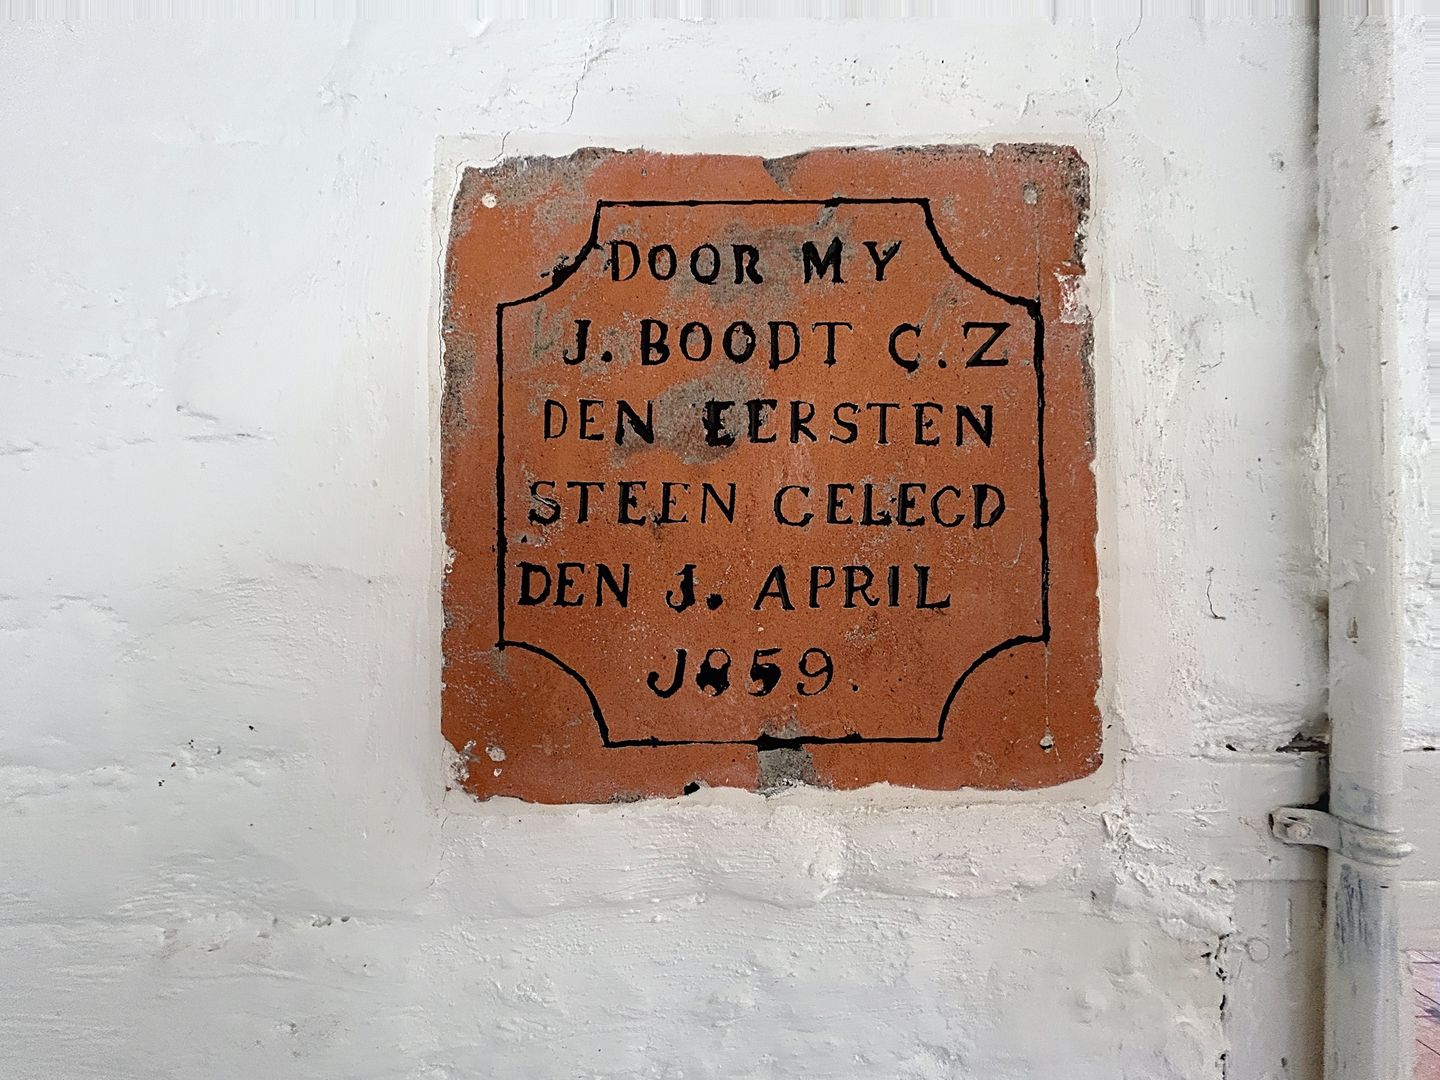 DOOR MY
J. BOODT C.Z
DEN EERSTEN
STEEN GELEGD
DEN 1. APRIL
1859.